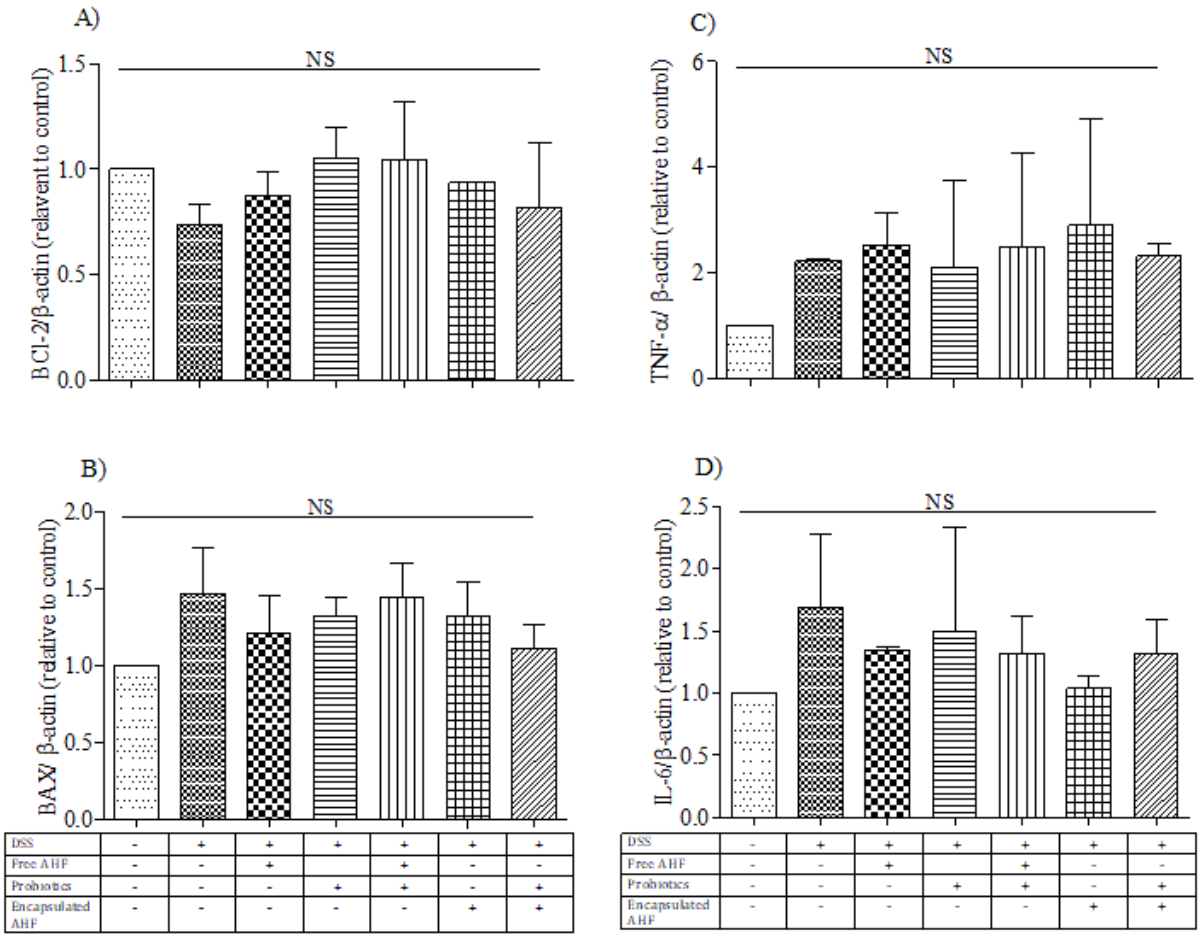 A)
NS
BCl-2/β-actin (relavent to control)
1.5
1.0
0.5
0.0
C)
NS
TNF-α/ β-actin (relative to control)
6
4
2
0
B)
NS
BAX/ β-actin (relative to control)
2.0
1.5
1.0
0.5
0.0
DSS - + + + + + +
Free AHF - - + - + - -
Probiotics - - - + + - +
Encapsulated - - - - - + +
AHF
D)
NS
IL-6/β-actin (relative to control)
2.5
2.0
1.5
1.0
0.5
0.0
DSS - + + + + + +
Free AHF - - + - + - -
Probiotics - - - + + - +
Encapsulated - - - - - + +
AHF